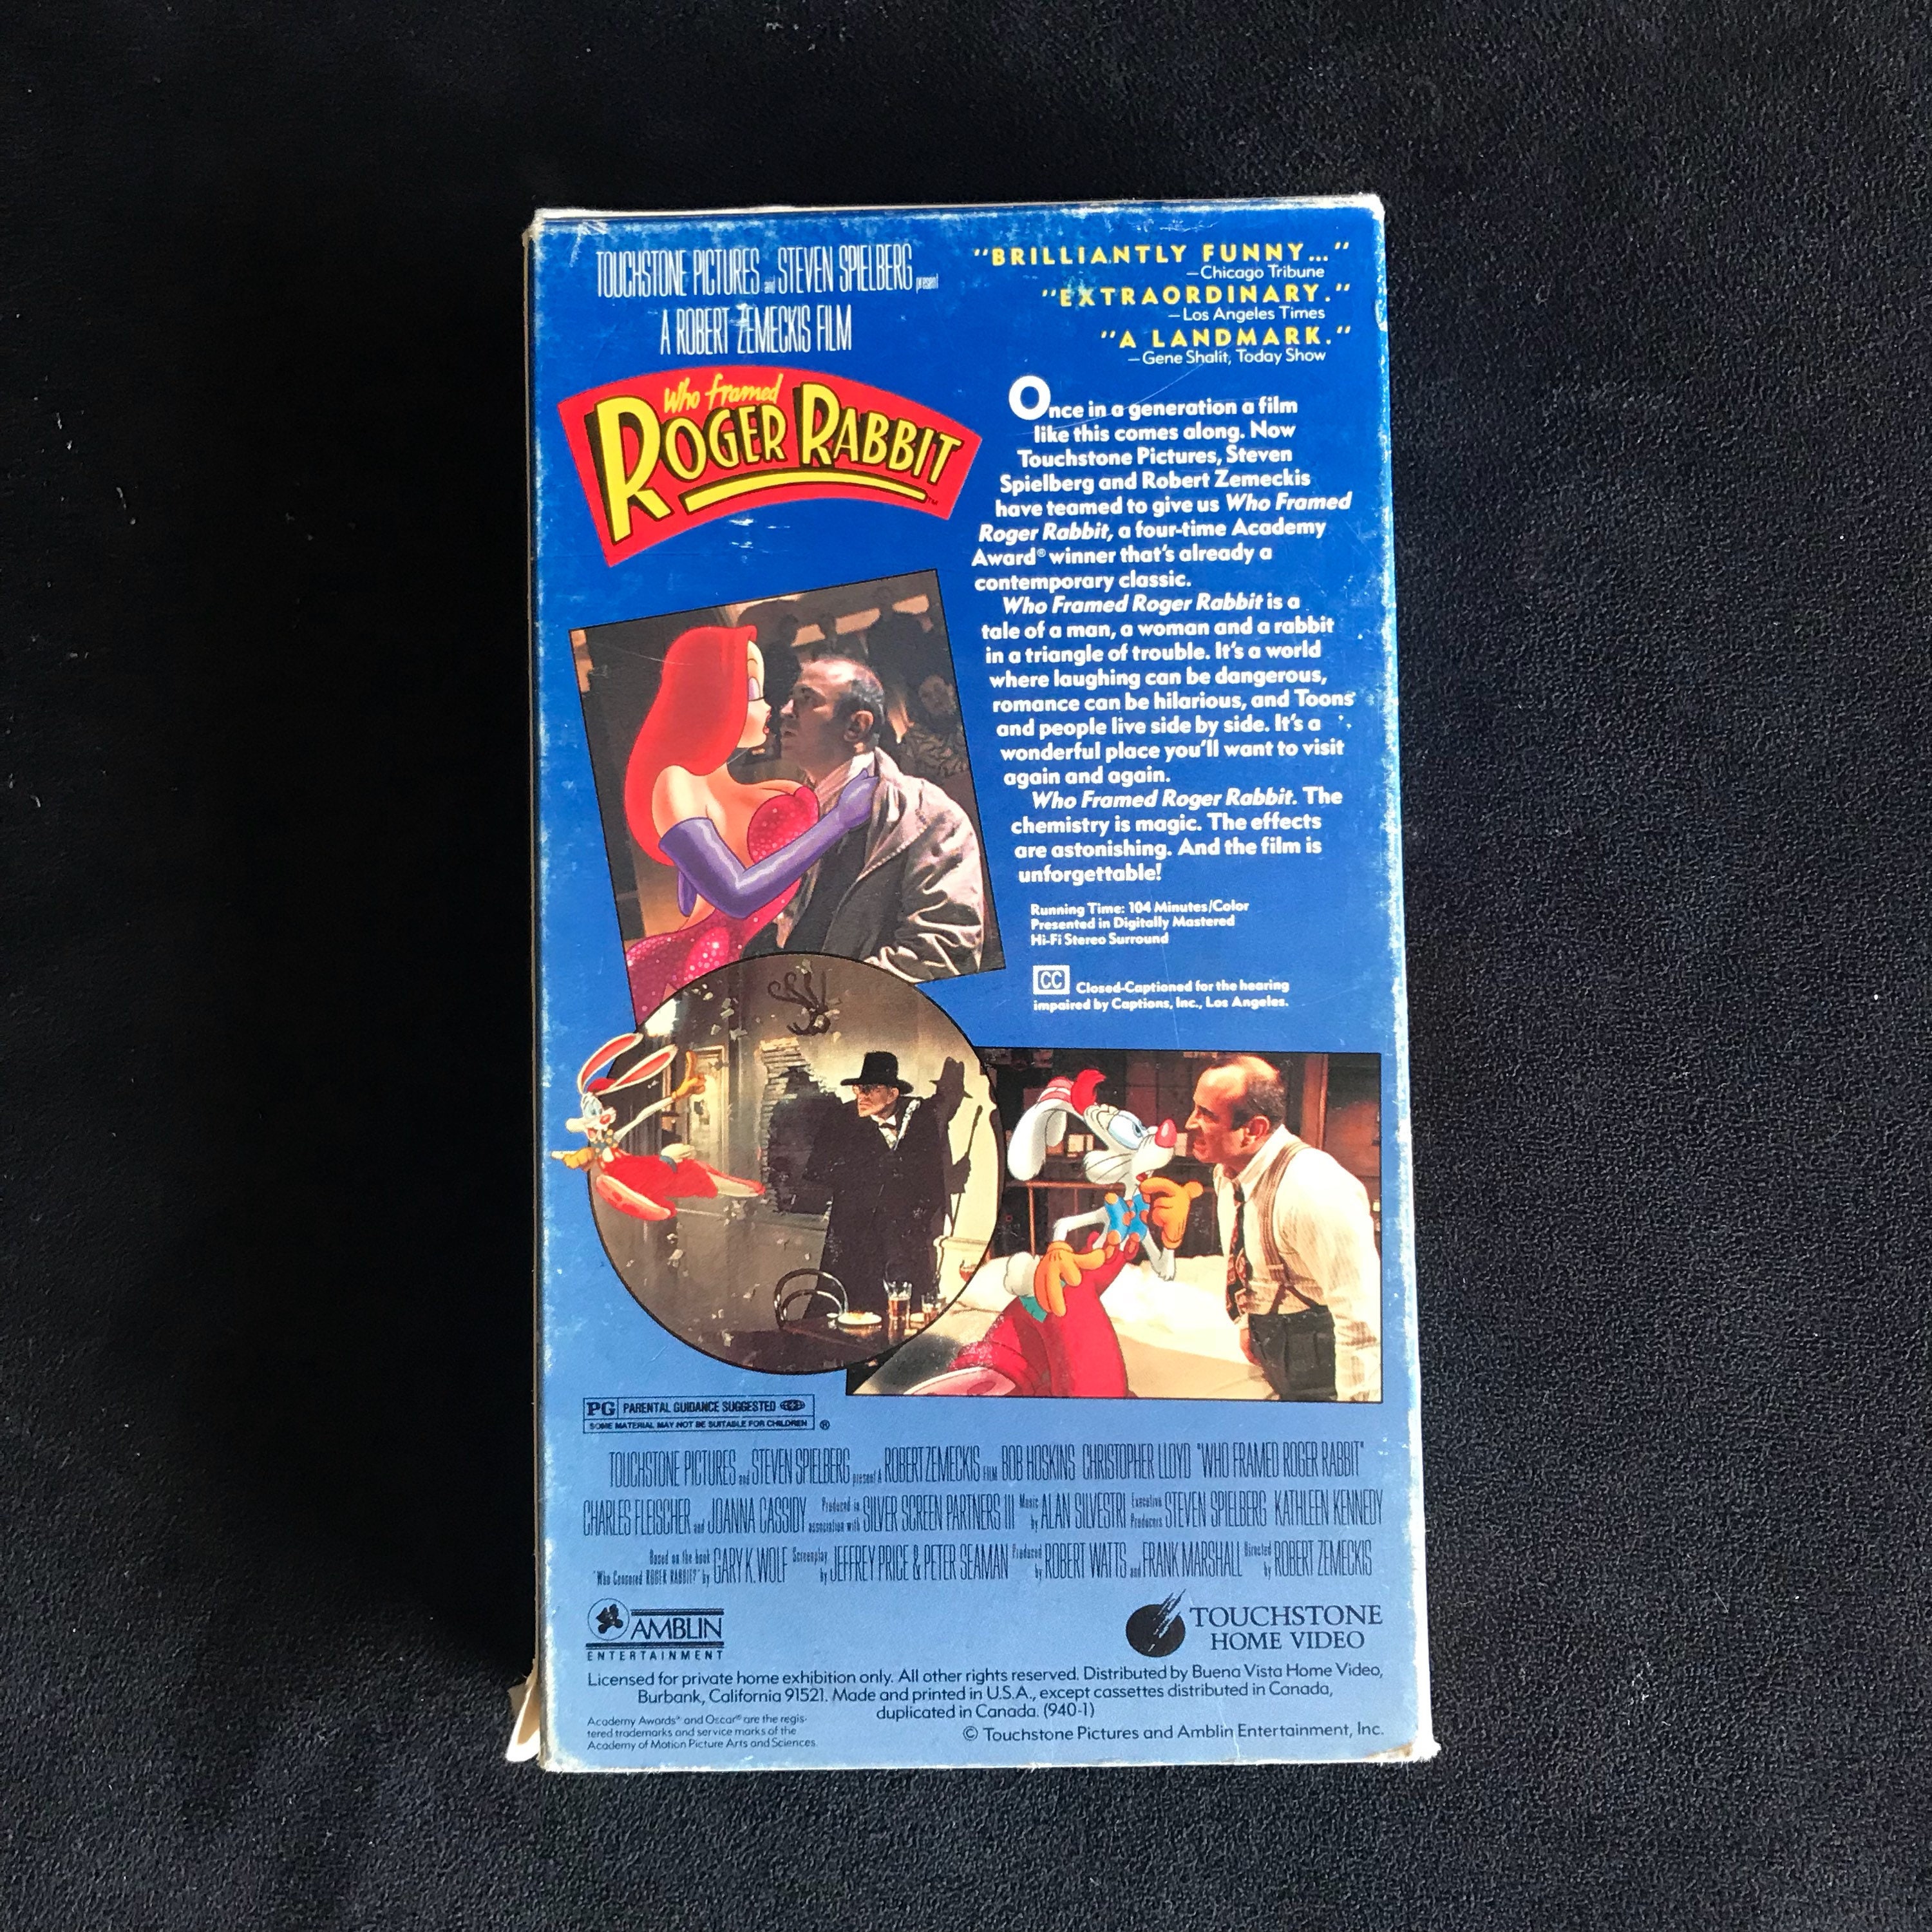 TOUCHSTONE PICTURES and STEVEN SPIELBERG present
A ROBERT ZEMECKIS FILM
Who framed
ROGER RABBIT™
"BRILLIANTLY FUNNY..."
—Chicago Tribune
"EXTRAORDINARY."
—Los Angeles Times
"A LANDMARK."
—Gene Shalit, Today Show
Once in a generation a film
like this comes along. Now
Touchstone Pictures, Steven
Spielberg and Robert Zemeckis
have teamed to give us Who Framed
Roger Rabbit, a four-time Academy
Award® winner that's already a
contemporary classic.
Who Framed Roger Rabbit is a
tale of a man, a woman and a rabbit
in a triangle of trouble. It's a world
where laughing can be dangerous,
romance can be hilarious, and Toons
and people live side by side. It's a
wonderful place you'll want to visit
again and again.
Who Framed Roger Rabbit. The
chemistry is magic. The effects
are astonishing. And the film is
unforgettable!
Running Time: 104 Minutes/Color
Presented in Digitally Mastered
Hi-Fi Stereo Surround
CC Closed-Captioned for the hearing
impaired by Captions, Inc., Los Angeles.
PG PARENTAL GUIDANCE SUGGESTED
SOME MATERIAL MAY NOT BE SUITABLE FOR CHILDREN ®
TOUCHSTONE PICTURES and STEVEN SPIELBERG present A ROBERT ZEMECKIS FILM BOB HOSKINS CHRISTOPHER LLOYD "WHO FRAMED ROGER RABBIT"
CHARLES FLEISCHER and JOANNA CASSIDY Produced in association with SILVER SCREEN PARTNERS III Music by ALAN SILVESTRI Executive Producers STEVEN SPIELBERG KATHLEEN KENNEDY
Based on the book "Who Censored ROGER RABBIT?" by GARY K. WOLF Screenplay by JEFFREY PRICE & PETER SEAMAN Produced by ROBERT WATTS and FRANK MARSHALL Directed by ROBERT ZEMECKIS
AMBLIN
ENTERTAINMENT
TOUCHSTONE
HOME VIDEO
Licensed for private home exhibition only. All other rights reserved. Distributed by Buena Vista Home Video,
Burbank, California 91521. Made and printed in U.S.A., except cassettes distributed in Canada,
duplicated in Canada. (940-1)
Academy Awards® and Oscar® are the regis-
tered trademarks and service marks of the
Academy of Motion Picture Arts and Sciences.
© Touchstone Pictures and Amblin Entertainment, Inc.